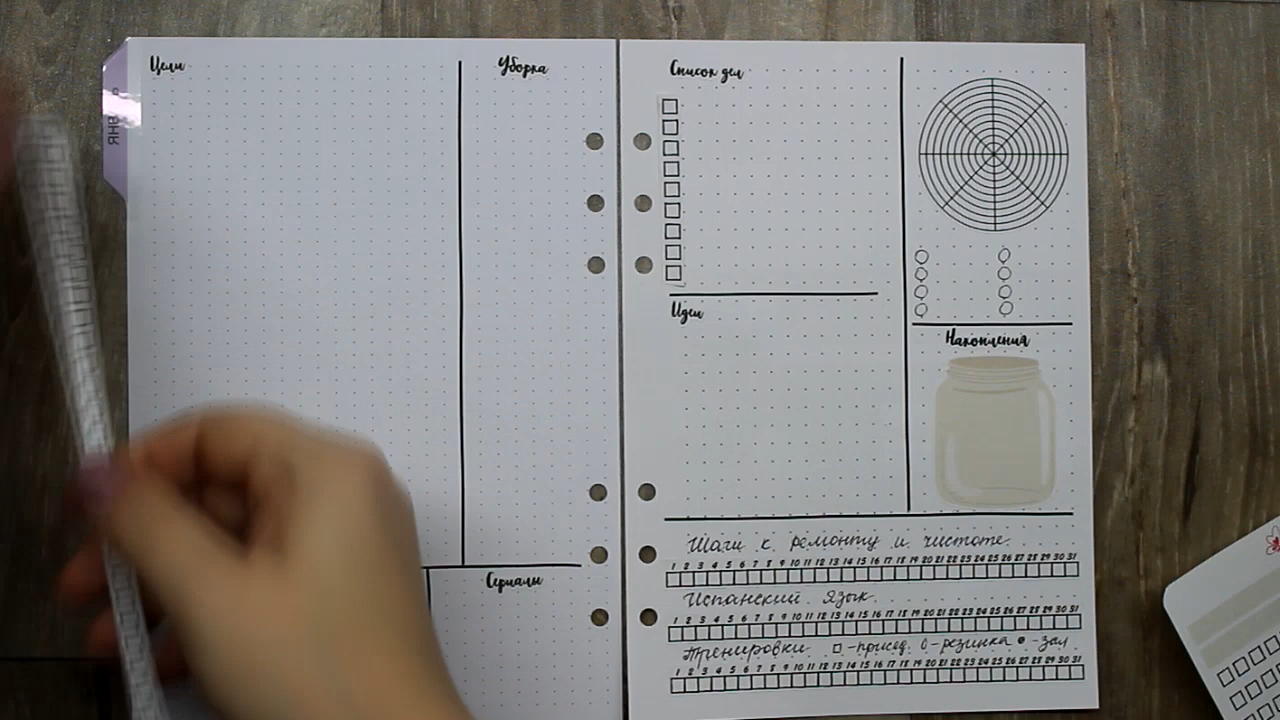 Цели
Уборка
Сериалы
Список дел
Идеи
Накопления
Шаги к ремонту и чистоте.
1 2 3 4 5 6 7 8 9 10 11 12 13 14 15 16 17 18 19 20 21 22 23 24 25 26 27 28 29 30 31
Испанский язык.
1 2 3 4 5 6 7 8 9 10 11 12 13 14 15 16 17 18 19 20 21 22 23 24 25 26 27 28 29 30 31
Тренировки □-присед. 0-резинка •-зал
1 2 3 4 5 6 7 8 9 10 11 12 13 14 15 16 17 18 19 20 21 22 23 24 25 26 27 28 29 30 31